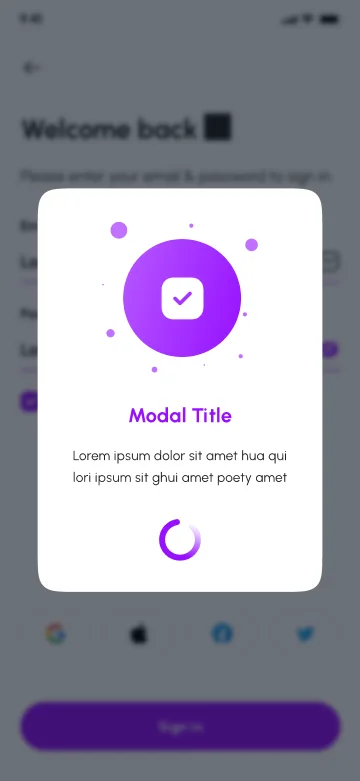 9:41
Welcome back
Please enter your email & password to sign in.
Modal Title
Lorem ipsum dolor sit amet hua qui
lori ipsum sit ghui amet poety amet
Sign in